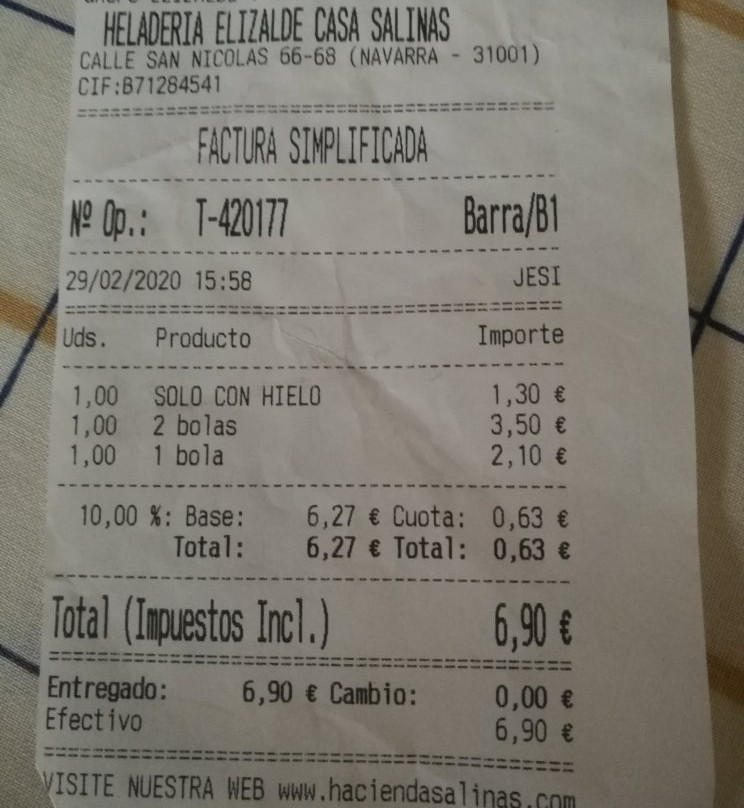 HELADERIA ELIZALDE CASA SALINAS
CALLE SAN NICOLAS 66-68 (NAVARRA - 31001)
CIF:B71284541
FACTURA SIMPLIFICADA
Nº Op.: T-420177 Barra/B1
29/02/2020 15:58 JESI
Uds. Producto Importe
1,00 SOLO CON HIELO 1,30 €
1,00 2 bolas 3,50 €
1,00 1 bola 2,10 €
10,00 %: Base: 6,27 € Cuota: 0,63 €
Total: 6,27 € Total: 0,63 €
Total (Impuestos Incl.) 6,90 €
Entregado: 6,90 € Cambio: 0,00 €
Efectivo 6,90 €
VISITE NUESTRA WEB www.haciendasalinas.com